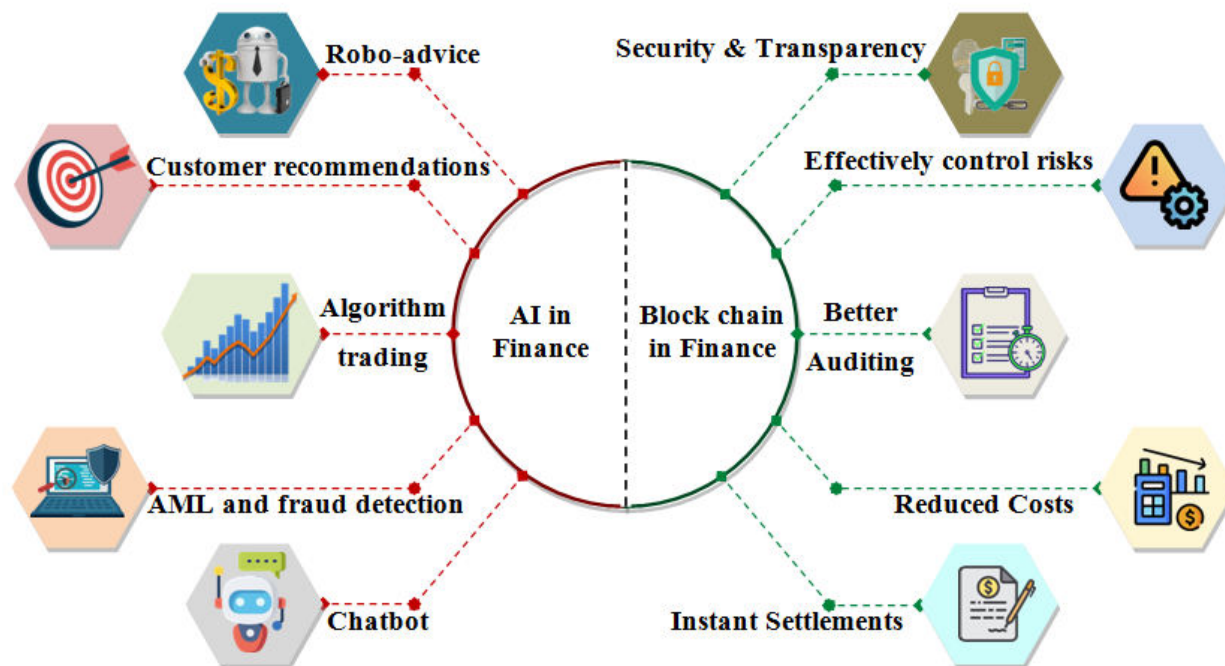 Robo-advice
Customer recommendations
Algorithm
trading
AML and fraud detection
Chatbot
AI in
Finance
Block chain
in Finance
Security & Transparency
Effectively control risks
Better
Auditing
Reduced Costs
Instant Settlements